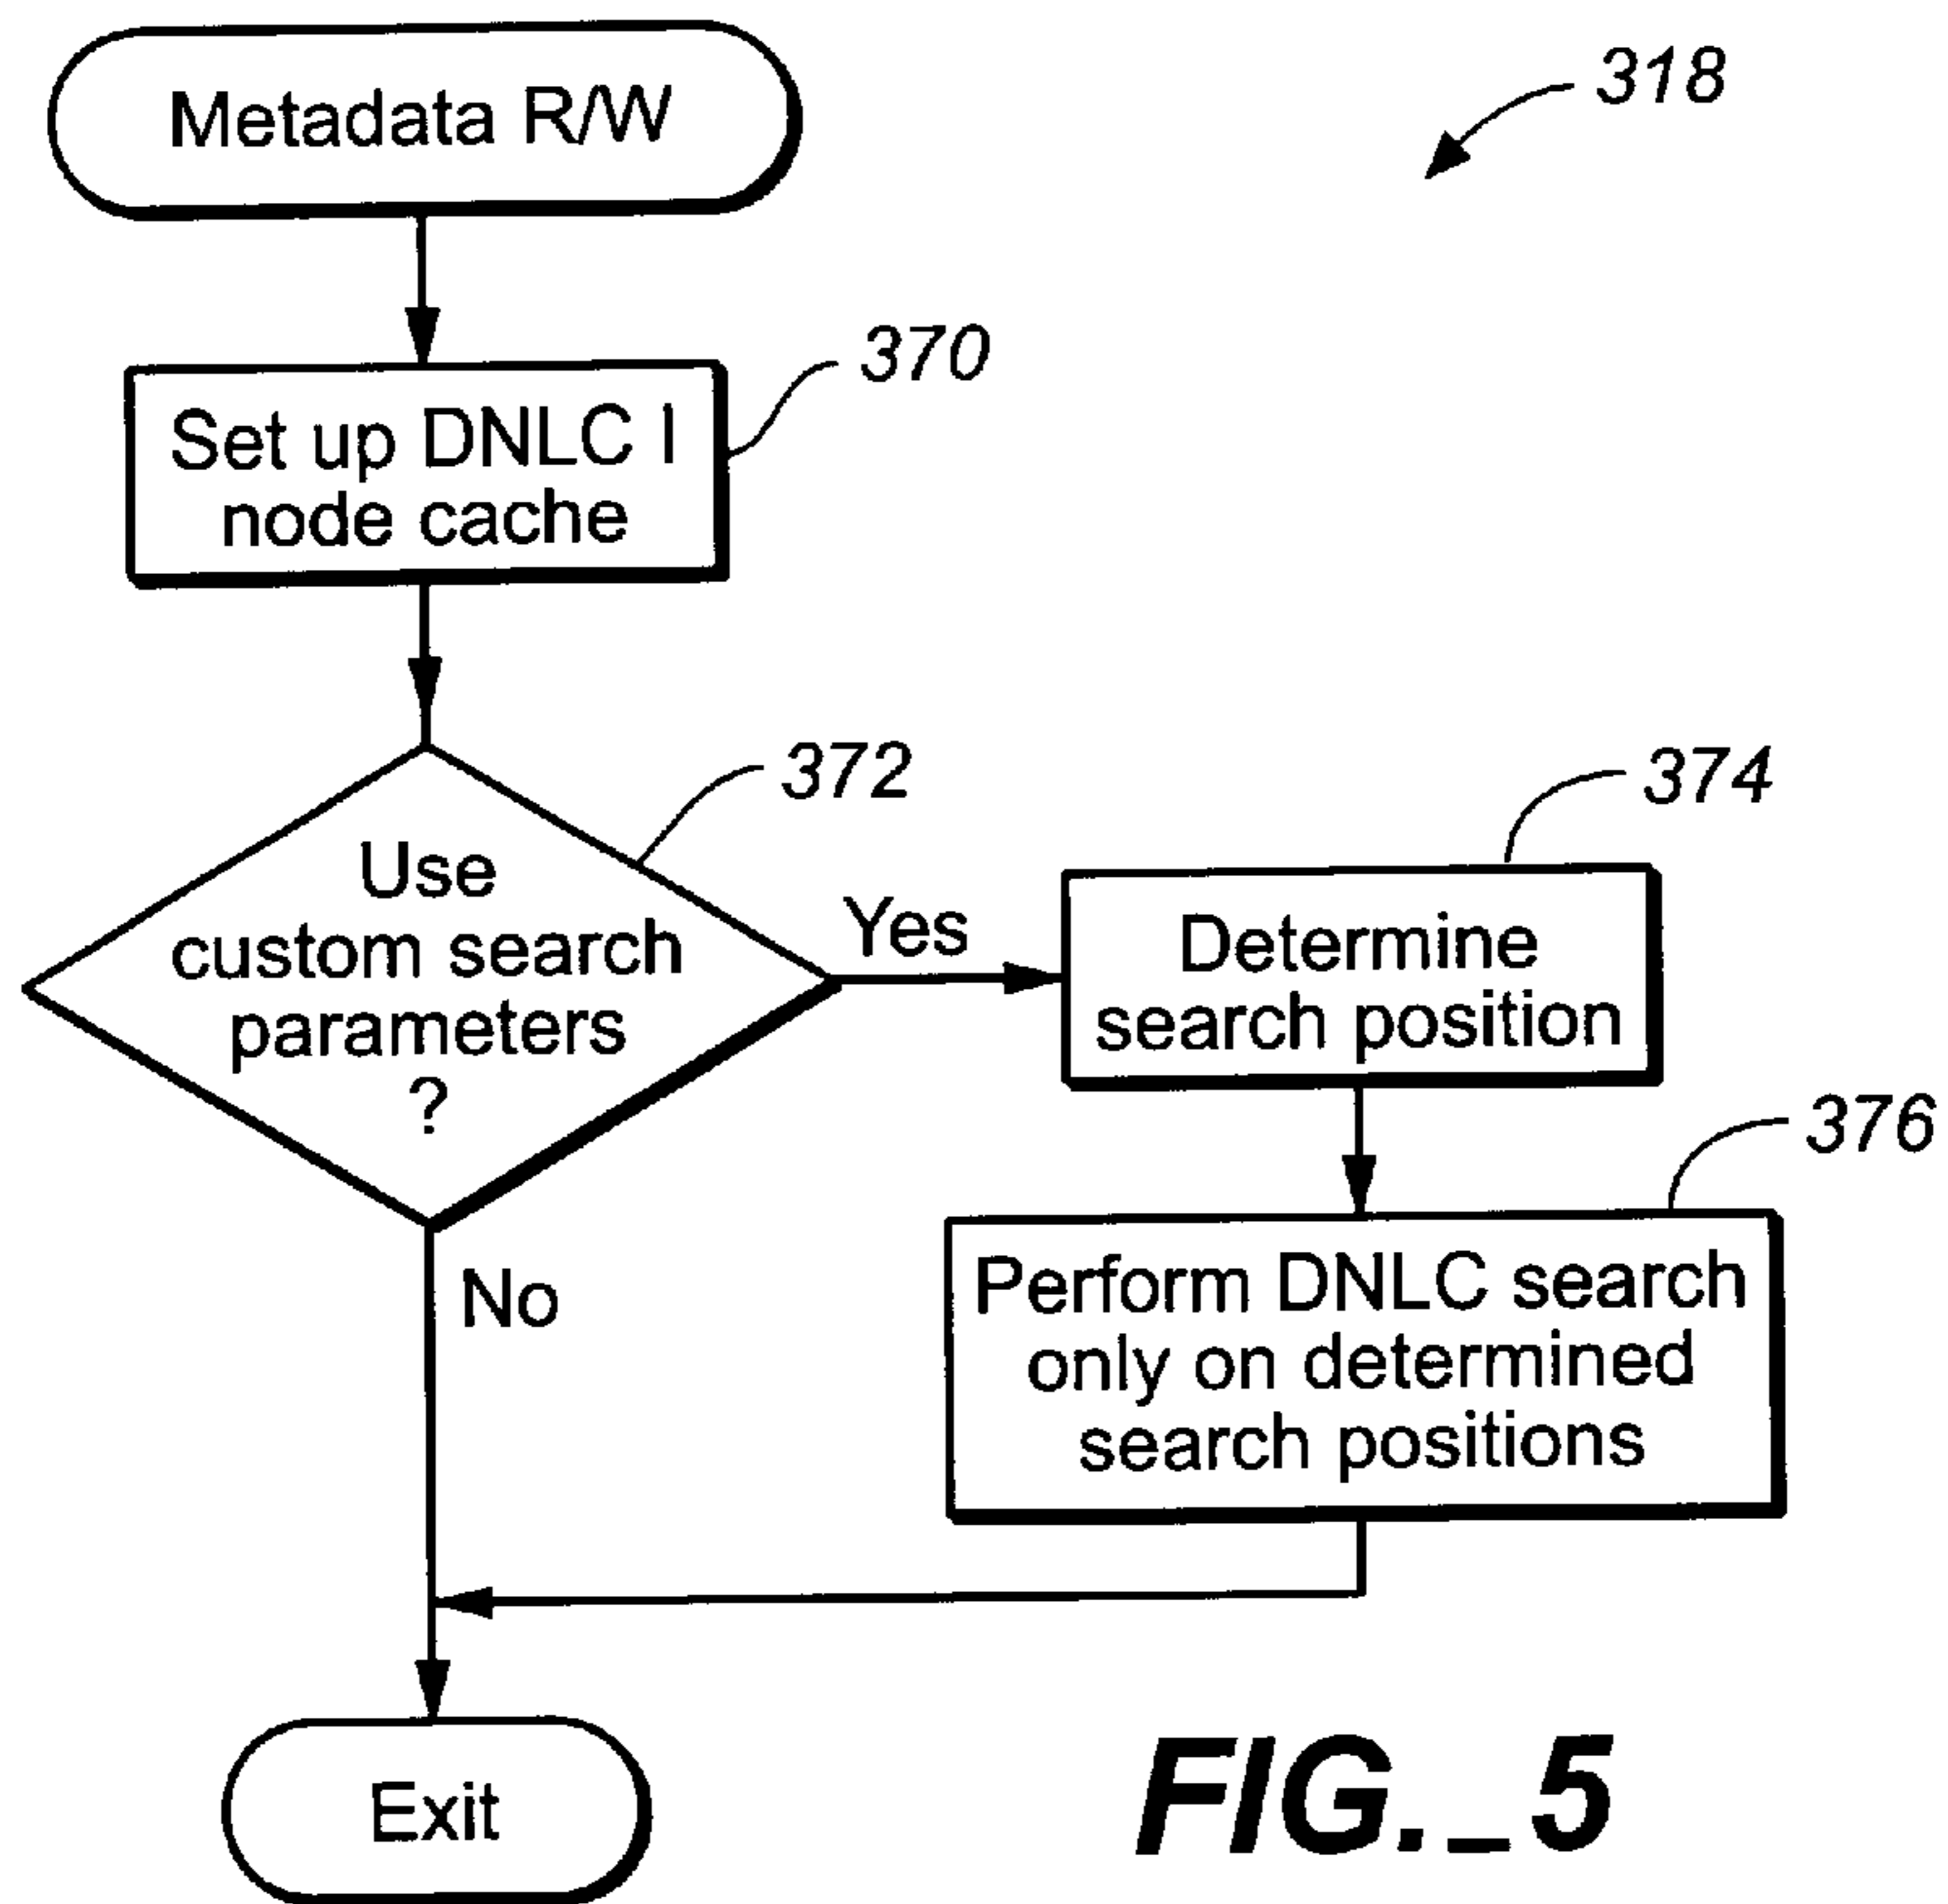 Metadata R/W
318
370
Set up DNLC I
node cache
372
374
Use
custom search
parameters
?
Yes
Determine
search position
376
No
Perform DNLC search
only on determined
search positions
Exit
FIG._5